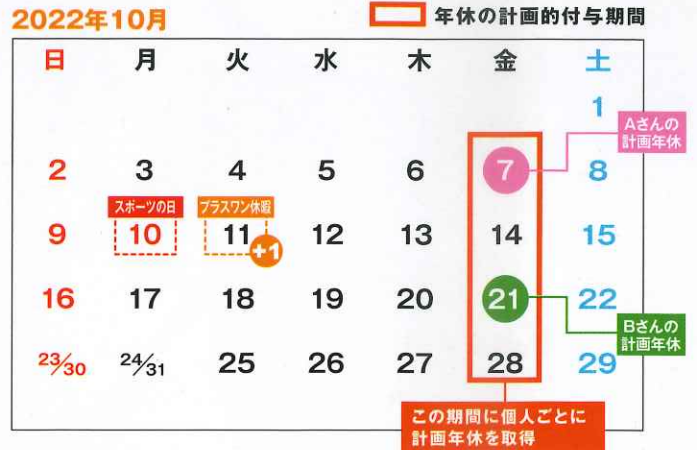 2022年10月
年休の計画的付与期間
日 月 火 水 木 金 土
1
Aさんの
計画年休
2 3 4 5 6 7 8
スポーツの日 プラスワン休暇
9 10 11 12 13 14 15
+1
16 17 18 19 20 21 22
Bさんの
計画年休
23/30 24/31 25 26 27 28 29
この期間に個人ごとに
計画年休を取得